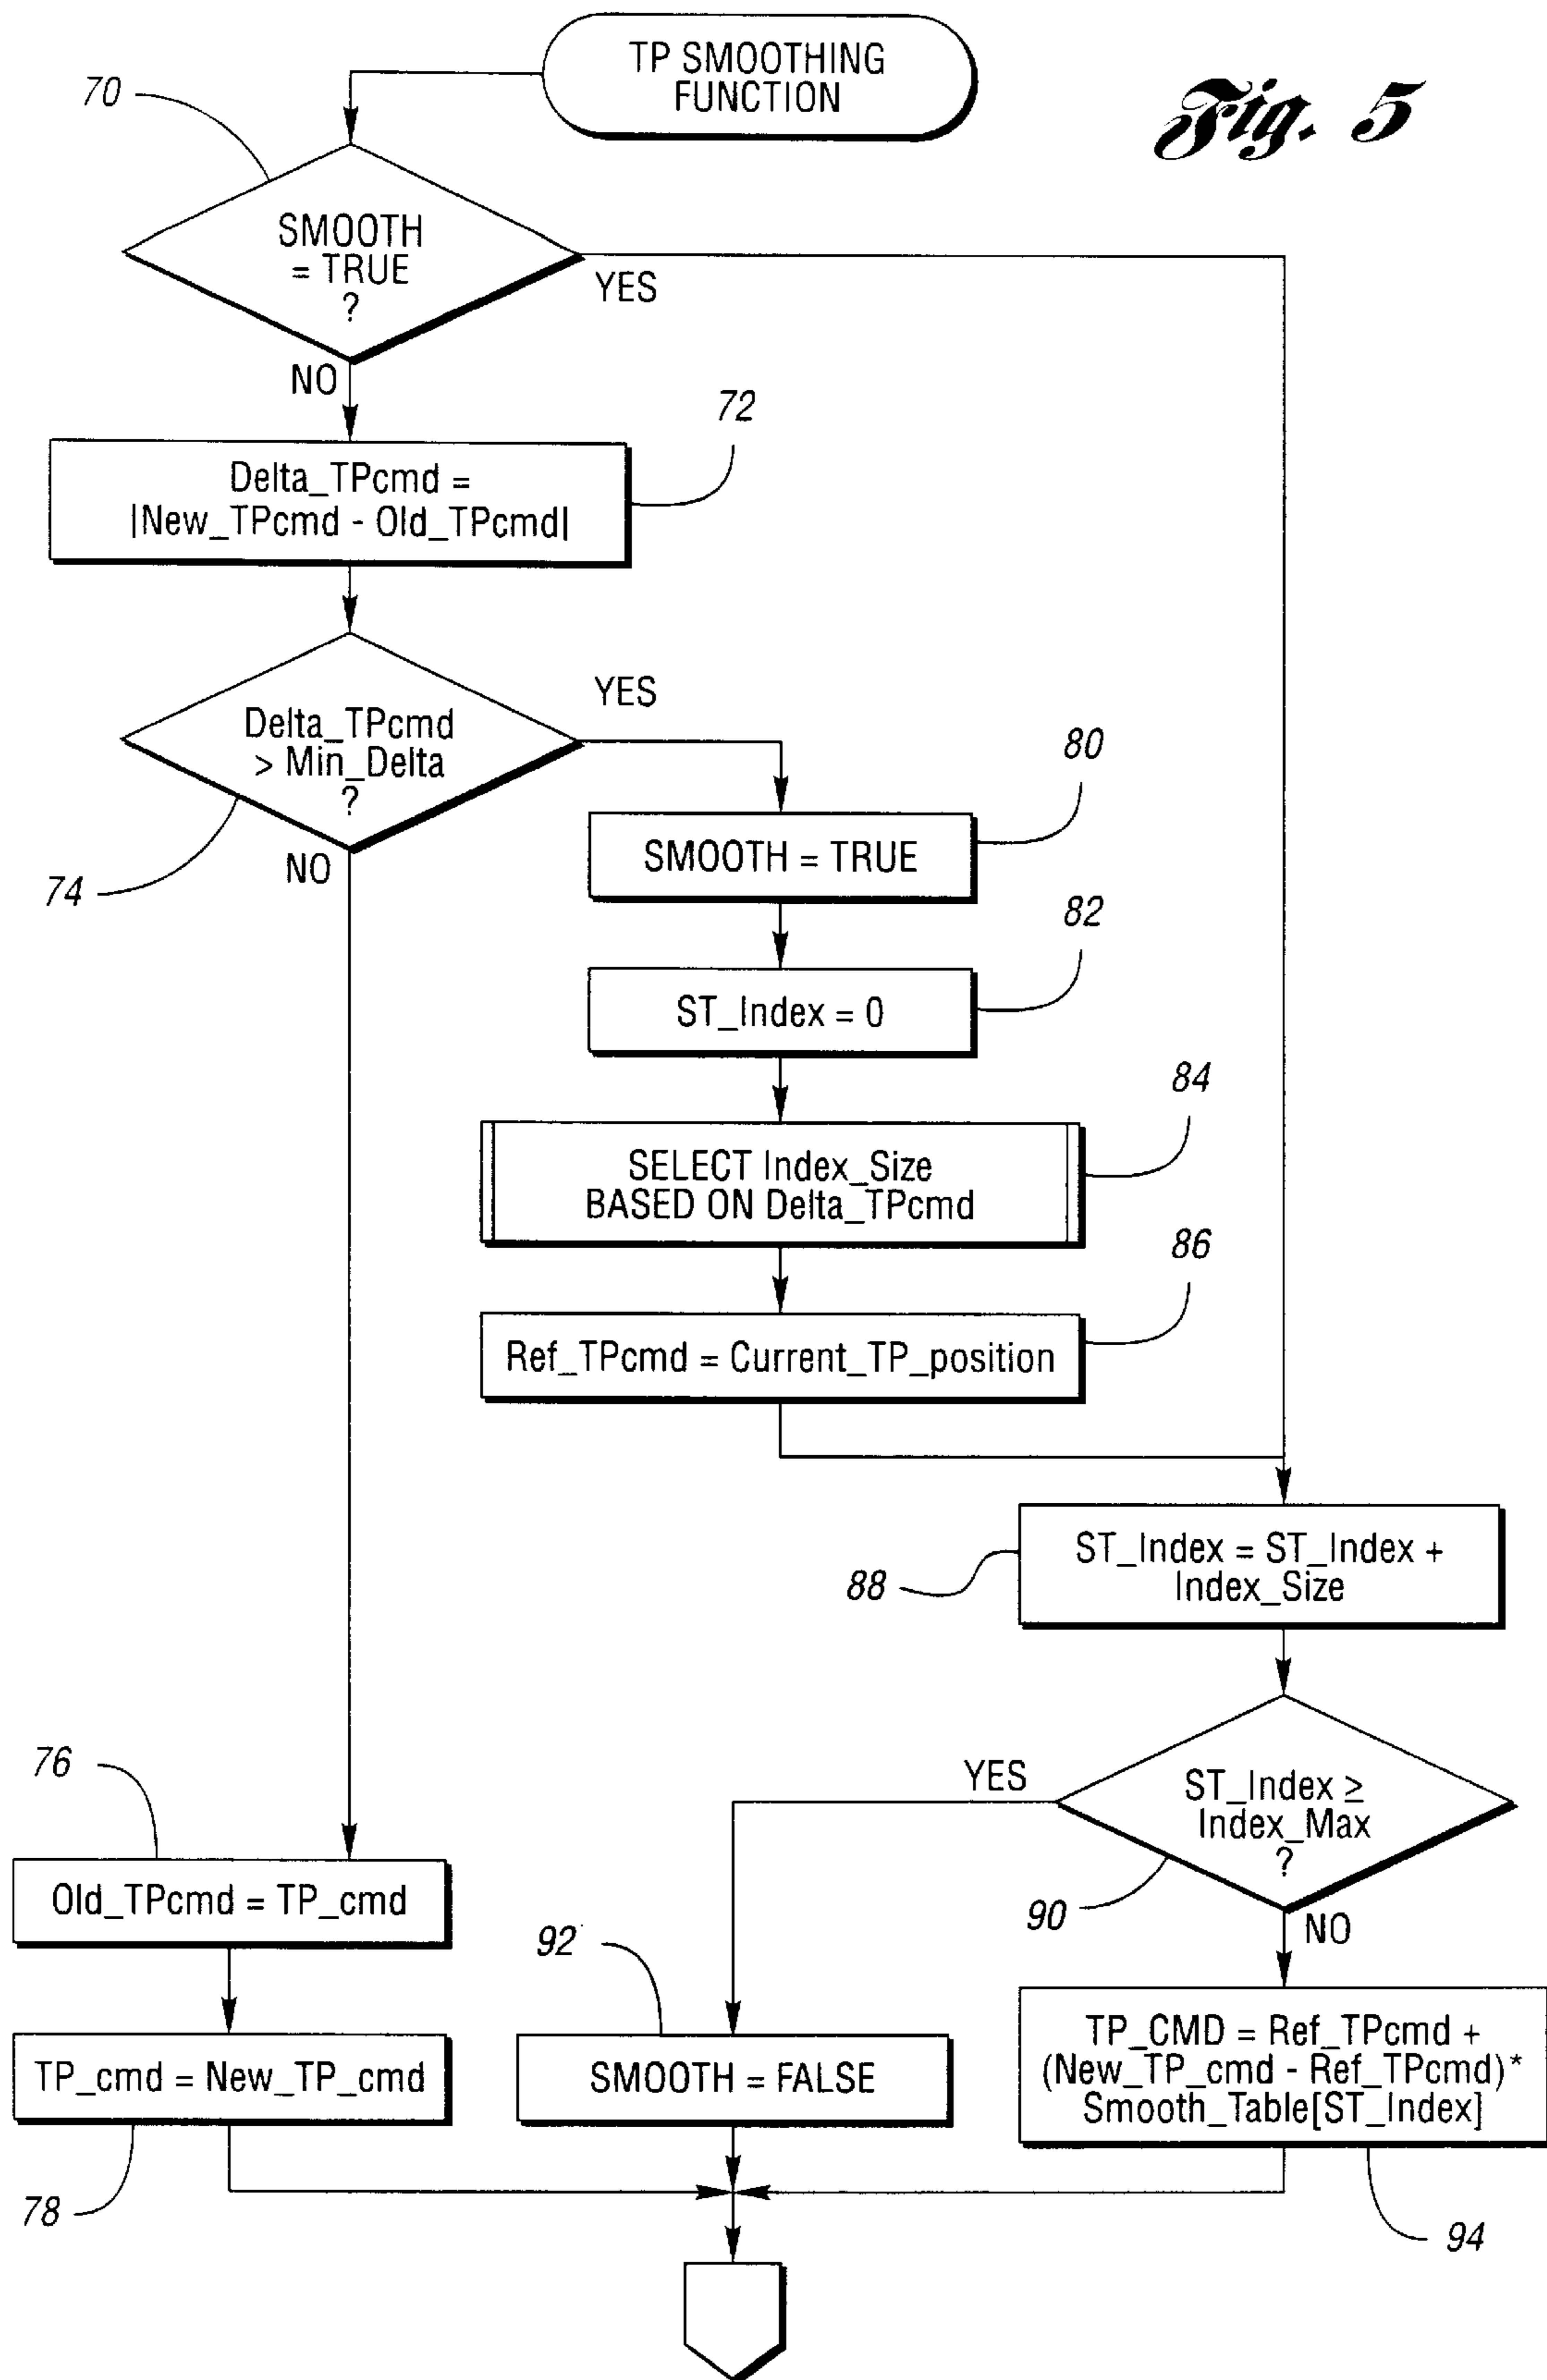 TP SMOOTHING
FUNCTION
Fig. 5
70
SMOOTH
= TRUE
?
YES
NO
72
Delta_TPcmd =
|New_TPcmd - Old_TPcmd|
Delta_TPcmd
> Min_Delta
?
YES
NO
74
80
SMOOTH = TRUE
82
ST_Index = 0
84
SELECT Index_Size
BASED ON Delta_TPcmd
86
Ref_TPcmd = Current_TP_position
ST_Index = ST_Index +
Index_Size
88
ST_Index ≥
Index_Max
?
YES
NO
90
76
Old_TPcmd = TP_cmd
TP_cmd = New_TP_cmd
78
92
SMOOTH = FALSE
TP_CMD = Ref_TPcmd +
(New_TP_cmd - Ref_TPcmd)*
Smooth_Table[ST_Index]
94